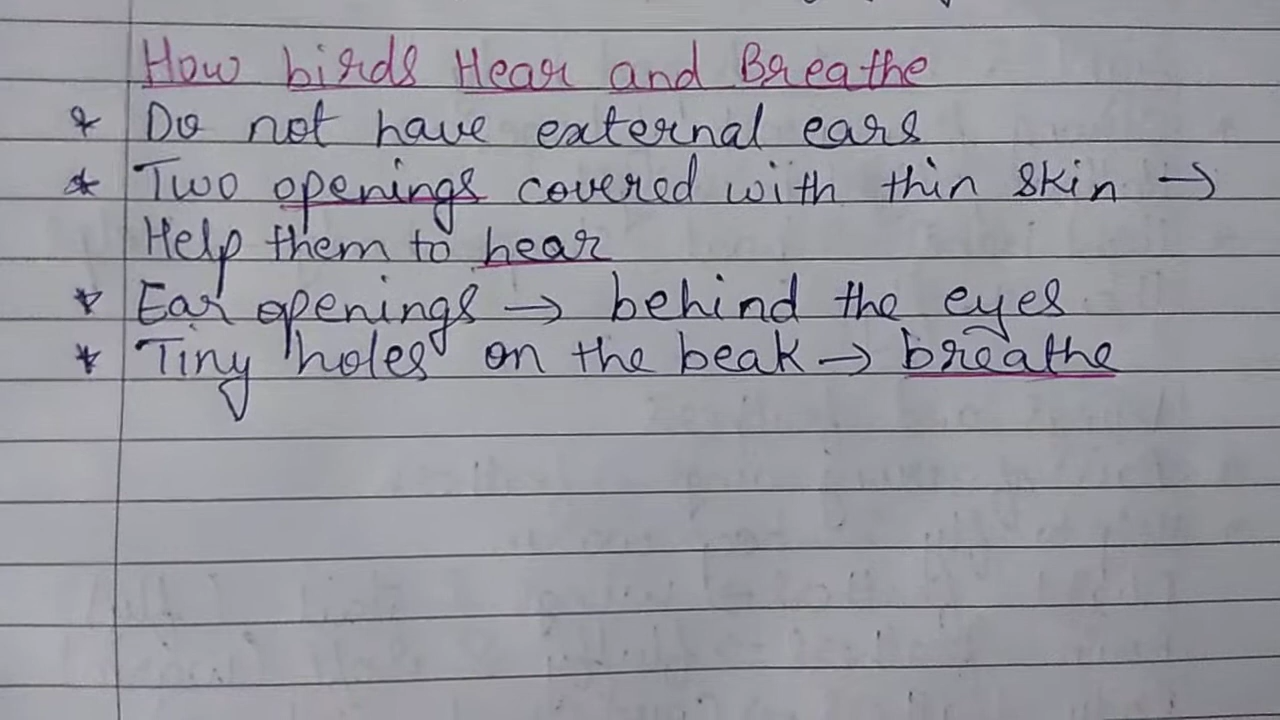 How birds Hear and Breathe
* Do not have external ears
* Two openings covered with thin skin →
Help them to hear
* Ear openings → behind the eyes
* Tiny holes on the beak → breathe